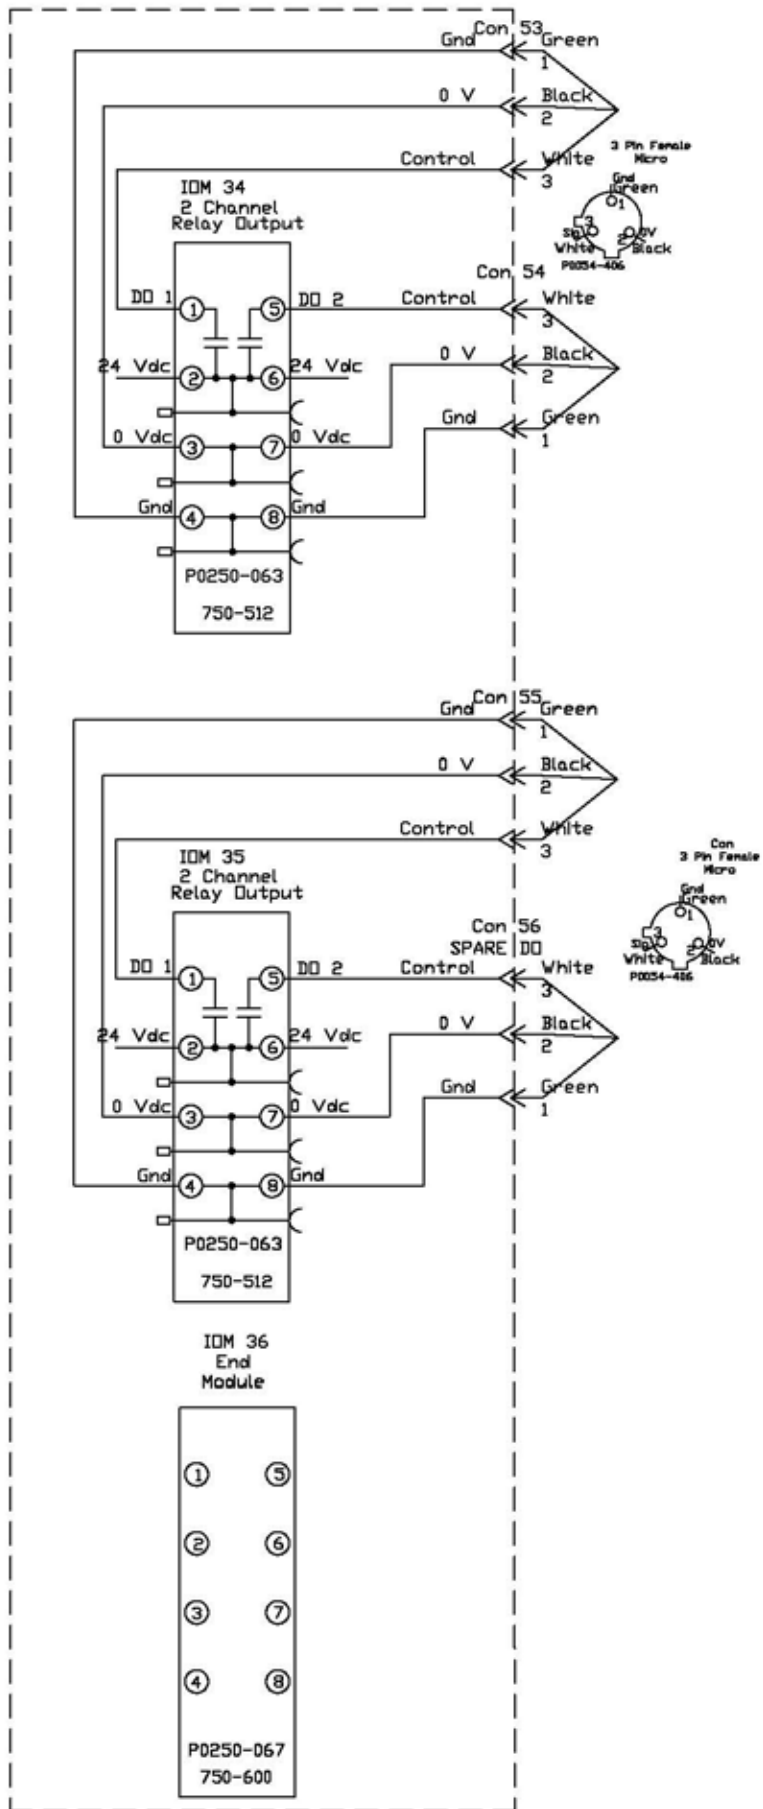 Con 53
Gnd Green
1
0 V Black
2
Control White
3
3 Pin Female
Micro
Gnd
Green
1
3
Sig 2 0V
White Black
P0054-406
IOM 34
2 Channel
Relay Output
Con 54
DO 1 1 5 DO 2 Control White
3
24 Vdc 2 6 24 Vdc
0 V Black
2
0 Vdc 3 7 0 Vdc
Gnd Green
1
Gnd 4 8 Gnd
P0250-063
750-512
Con 55
Gnd Green
1
0 V Black
2
Control White
3
Con
3 Pin Female
Micro
Gnd
Green
1
3
Sig 2 0V
White Black
P0054-406
IOM 35
2 Channel
Relay Output
Con 56
SPARE DO
DO 1 1 5 DO 2 Control White
3
24 Vdc 2 6 24 Vdc
0 V Black
2
0 Vdc 3 7 0 Vdc
Gnd Green
1
Gnd 4 8 Gnd
P0250-063
750-512
IOM 36
End
Module
1 5
2 6
3 7
4 8
P0250-067
750-600